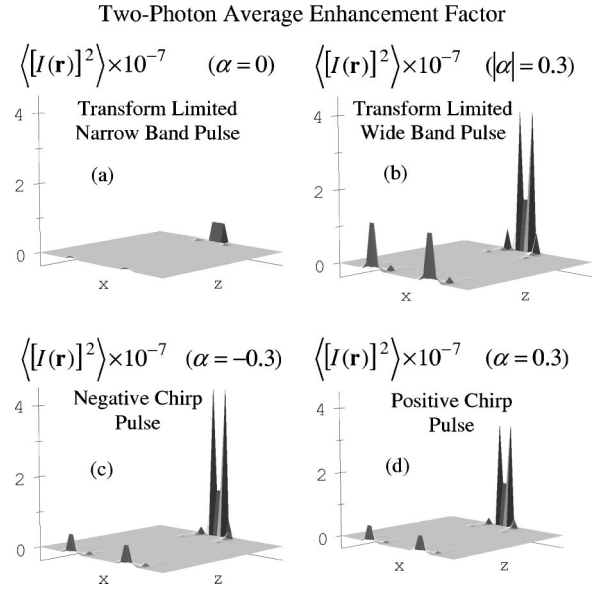 Two-Photon Average Enhancement Factor
⟨[I(r)]²⟩×10⁻⁷ (α = 0)
Transform Limited
Narrow Band Pulse
(a)
4
2
0
x
z
⟨[I(r)]²⟩×10⁻⁷ (|α| = 0.3)
Transform Limited
Wide Band Pulse
(b)
4
2
0
x
z
⟨[I(r)]²⟩×10⁻⁷ (α = −0.3)
Negative Chirp
Pulse
(c)
4
2
0
x
z
⟨[I(r)]²⟩×10⁻⁷ (α = 0.3)
Positive Chirp
Pulse
(d)
4
2
0
x
z